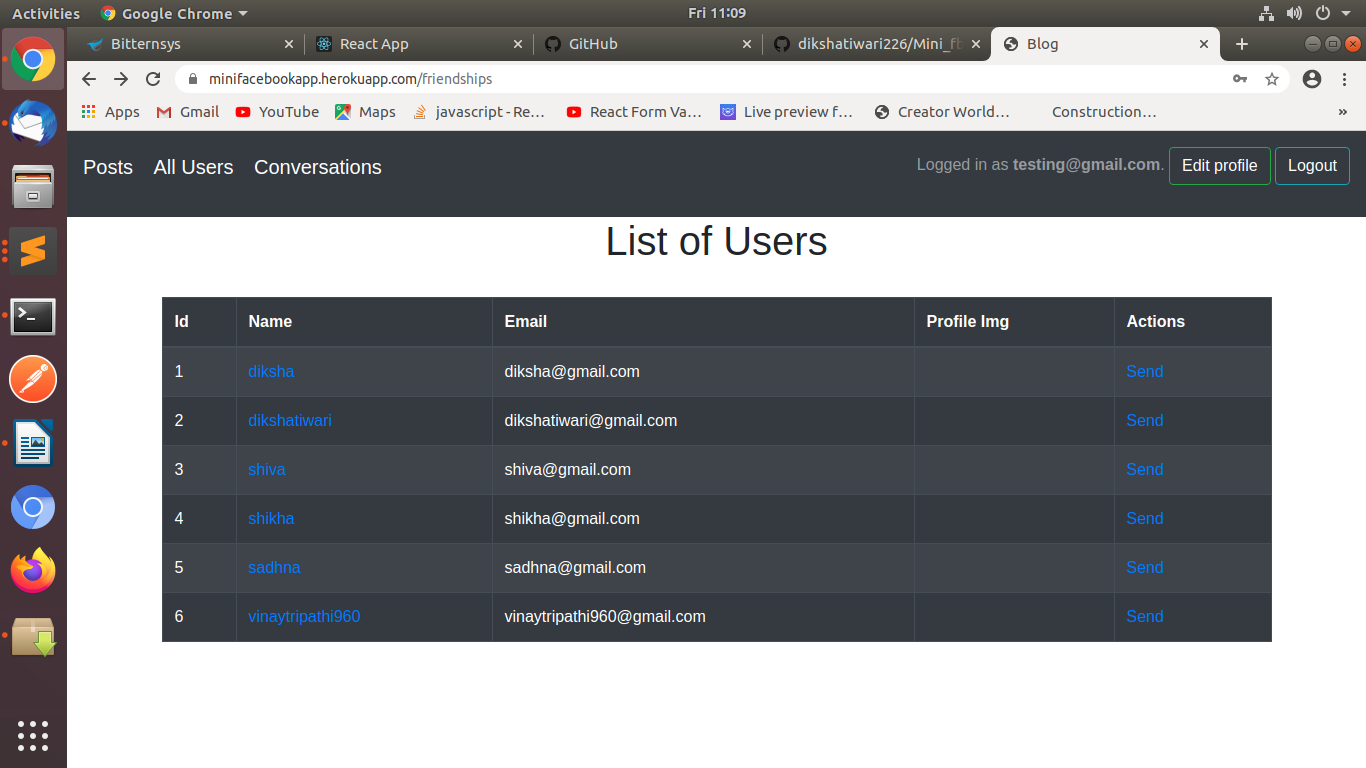 Activities Google Chrome Fri 11:09
Bitternsys React App GitHub dikshatiwari226/Mini_fb Blog
minifacebookapp.herokuapp.com/friendships
Apps Gmail YouTube Maps javascript - Re... React Form Va... Live preview f... Creator World... Construction... »
Posts All Users Conversations Logged in as testing@gmail.com. Edit profile Logout
List of Users
Id Name Email Profile Img Actions
1 diksha diksha@gmail.com Send
2 dikshatiwari dikshatiwari@gmail.com Send
3 shiva shiva@gmail.com Send
4 shikha shikha@gmail.com Send
5 sadhna sadhna@gmail.com Send
6 vinaytripathi960 vinaytripathi960@gmail.com Send